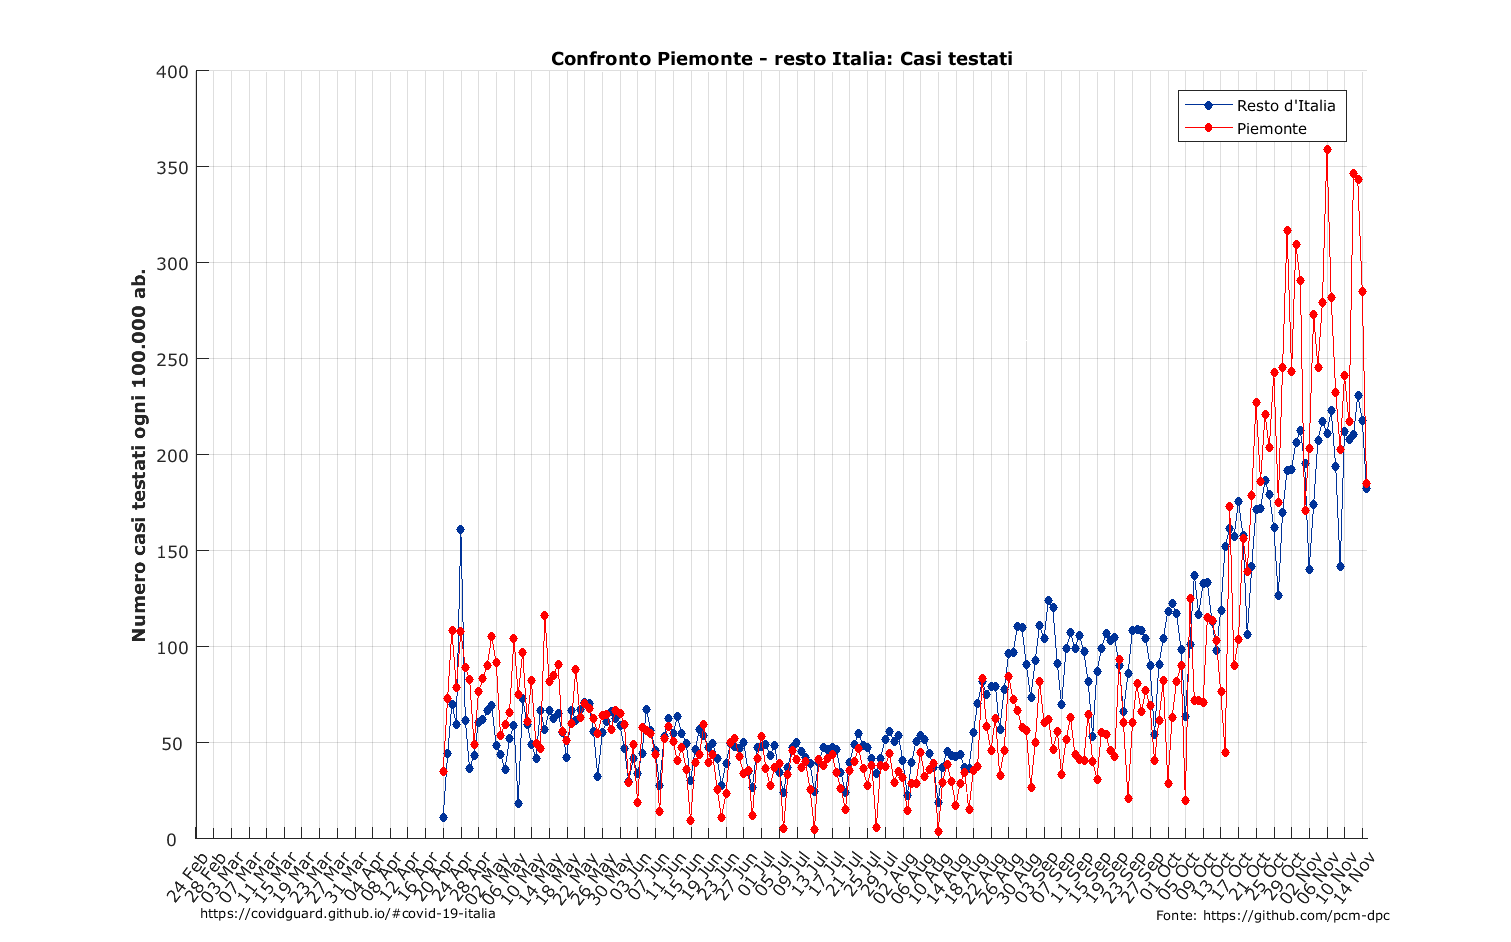 Confronto Piemonte - resto Italia: Casi testati
400
350
300
250
200
150
100
50
0
Numero casi testati ogni 100.000 ab.
Resto d'Italia
Piemonte
24 Feb
28 Feb
03 Mar
07 Mar
11 Mar
15 Mar
19 Mar
23 Mar
27 Mar
31 Mar
04 Apr
08 Apr
12 Apr
16 Apr
20 Apr
24 Apr
28 Apr
02 May
06 May
10 May
14 May
18 May
22 May
26 May
30 May
03 Jun
07 Jun
11 Jun
15 Jun
19 Jun
23 Jun
27 Jun
01 Jul
05 Jul
09 Jul
13 Jul
17 Jul
21 Jul
25 Jul
29 Jul
02 Aug
06 Aug
10 Aug
14 Aug
18 Aug
22 Aug
26 Aug
30 Aug
03 Sep
07 Sep
11 Sep
15 Sep
19 Sep
23 Sep
27 Sep
01 Oct
05 Oct
09 Oct
13 Oct
17 Oct
21 Oct
25 Oct
29 Oct
02 Nov
06 Nov
10 Nov
14 Nov
https://covidguard.github.io/#covid-19-italia
Fonte: https://github.com/pcm-dpc